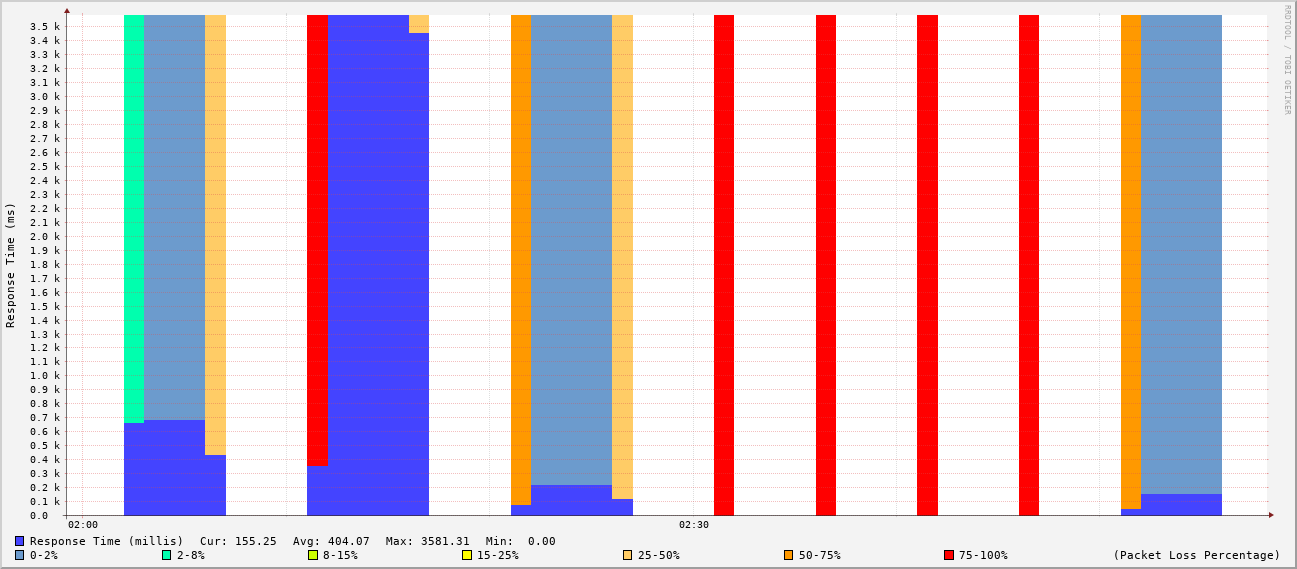 RRDTOOL / TOBI OETIKER
Response Time (ms)
3.5 k
3.4 k
3.3 k
3.2 k
3.1 k
3.0 k
2.9 k
2.8 k
2.7 k
2.6 k
2.5 k
2.4 k
2.3 k
2.2 k
2.1 k
2.0 k
1.9 k
1.8 k
1.7 k
1.6 k
1.5 k
1.4 k
1.3 k
1.2 k
1.1 k
1.0 k
0.9 k
0.8 k
0.7 k
0.6 k
0.5 k
0.4 k
0.3 k
0.2 k
0.1 k
0.0
02:00 02:30
Response Time (millis) Cur: 155.25 Avg: 404.07 Max: 3581.31 Min: 0.00
0-2% 2-8% 8-15% 15-25% 25-50% 50-75% 75-100% (Packet Loss Percentage)